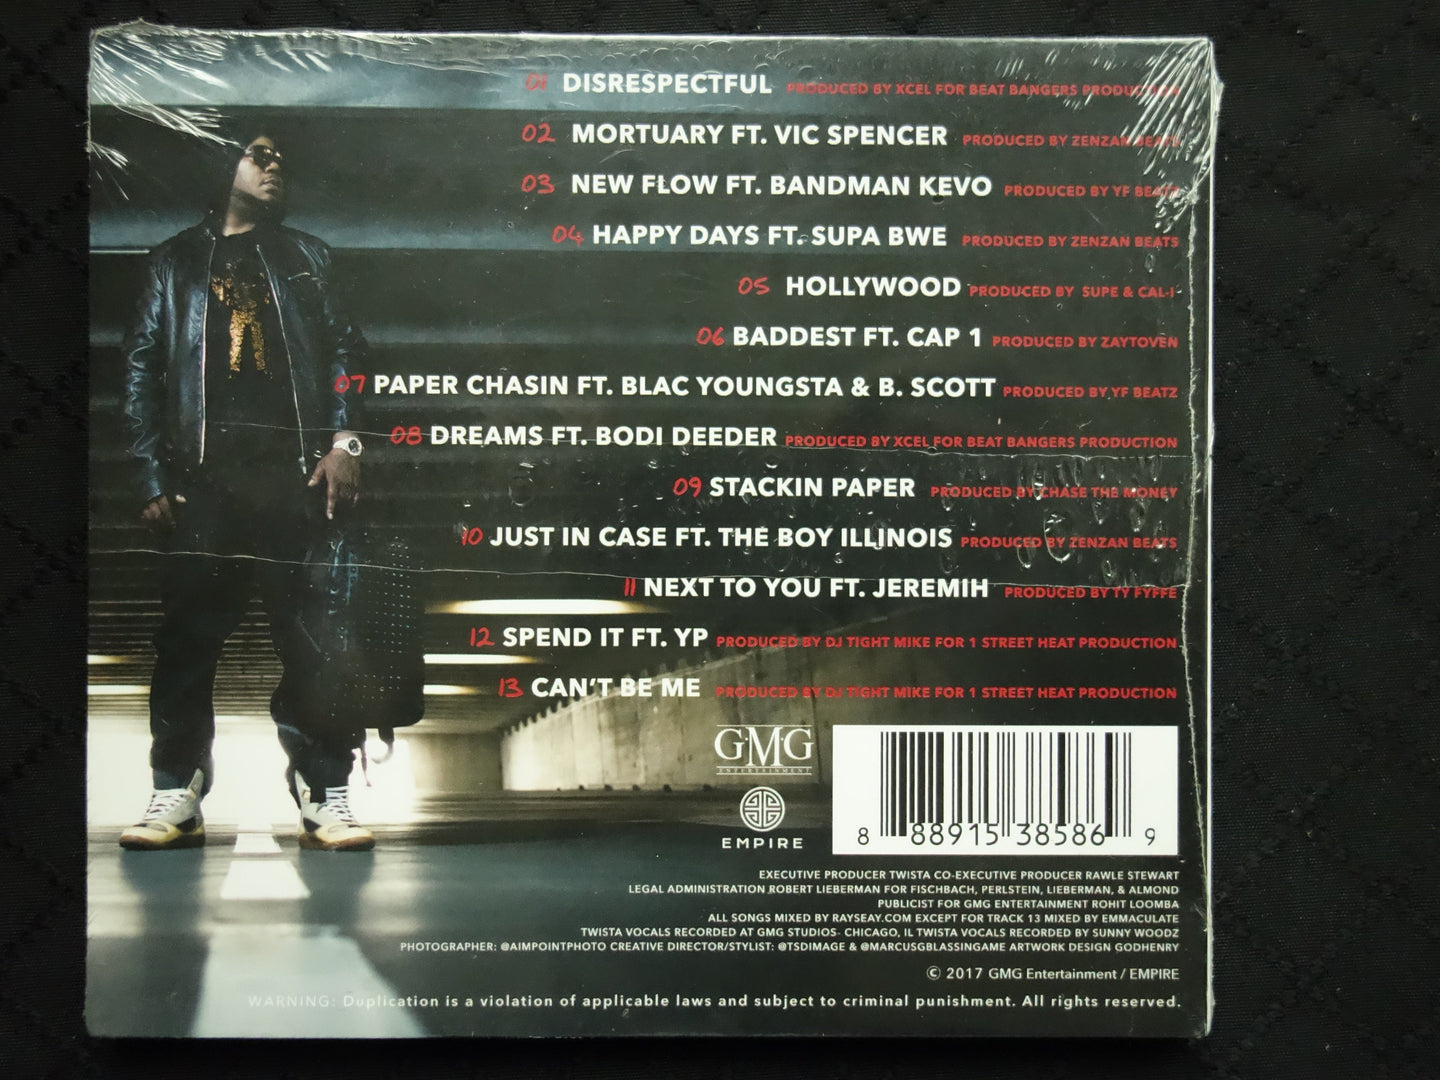 01 DISRESPECTFUL PRODUCED BY XCEL FOR BEAT BANGERS PRODUCTION
02 MORTUARY FT. VIC SPENCER PRODUCED BY ZENZAN BEATS
03 NEW FLOW FT. BANDMAN KEVO PRODUCED BY YF BEATZ
04 HAPPY DAYS FT. SUPA BWE PRODUCED BY ZENZAN BEATS
05 HOLLYWOOD PRODUCED BY SUPE & CAL-I
06 BADDEST FT. CAP 1 PRODUCED BY ZAYTOVEN
07 PAPER CHASIN FT. BLAC YOUNGSTA & B. SCOTT PRODUCED BY YF BEATZ
08 DREAMS FT. BODI DEEDER PRODUCED BY XCEL FOR BEAT BANGERS PRODUCTION
09 STACKIN PAPER PRODUCED BY CHASE THE MONEY
10 JUST IN CASE FT. THE BOY ILLINOIS PRODUCED BY ZENZAN BEATS
11 NEXT TO YOU FT. JEREMIH PRODUCED BY TY FYFFE
12 SPEND IT FT. YP PRODUCED BY DJ TIGHT MIKE FOR 1 STREET HEAT PRODUCTION
13 CAN'T BE ME PRODUCED BY DJ TIGHT MIKE FOR 1 STREET HEAT PRODUCTION
GMG
ENTERTAINMENT
EMPIRE
8 88915 38586 9
EXECUTIVE PRODUCER TWISTA CO-EXECUTIVE PRODUCER RAWLE STEWART
LEGAL ADMINISTRATION ROBERT LIEBERMAN FOR FISCHBACH, PERLSTEIN, LIEBERMAN, & ALMOND
PUBLICIST FOR GMG ENTERTAINMENT ROHIT LOOMBA
ALL SONGS MIXED BY RAYSEAY.COM EXCEPT FOR TRACK 13 MIXED BY EMMACULATE
TWISTA VOCALS RECORDED AT GMG STUDIOS- CHICAGO, IL TWISTA VOCALS RECORDED BY SUNNY WOODZ
PHOTOGRAPHER: @AIMPOINTPHOTO CREATIVE DIRECTOR/STYLIST: @TSDIMAGE & @MARCUSGBLASSINGAME ARTWORK DESIGN GODHENRY
© 2017 GMG Entertainment / EMPIRE
WARNING: Duplication is a violation of applicable laws and subject to criminal punishment. All rights reserved.